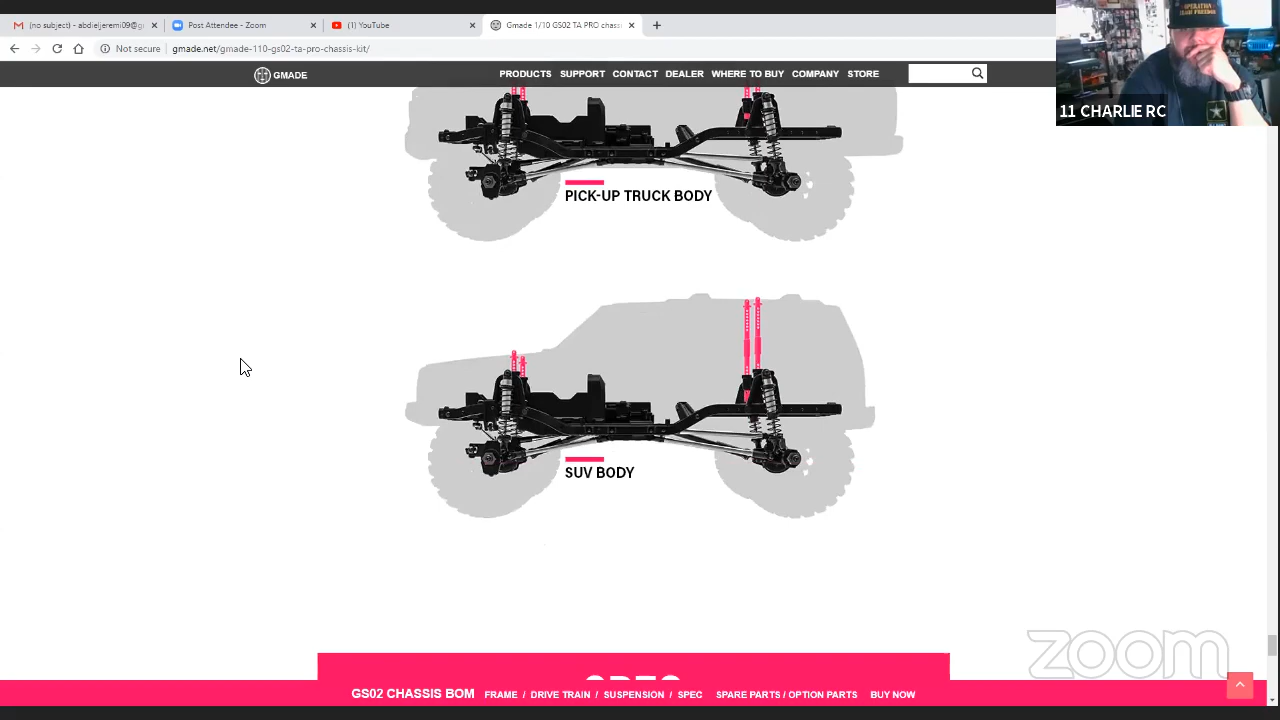 (no subject) - abdieljeremi09@g
Post Attendee - Zoom
(1) YouTube
Gmade 1/10 GS02 TA PRO chass
Not secure
gmade.net/gmade-110-gs02-ta-pro-chassis-kit/
GMADE
PRODUCTS SUPPORT CONTACT DEALER WHERE TO BUY COMPANY STORE
11 CHARLIE RC
PICK-UP TRUCK BODY
SUV BODY
zoom
GS02 CHASSIS BOM FRAME / DRIVE TRAIN / SUSPENSION / SPEC SPARE PARTS / OPTION PARTS BUY NOW